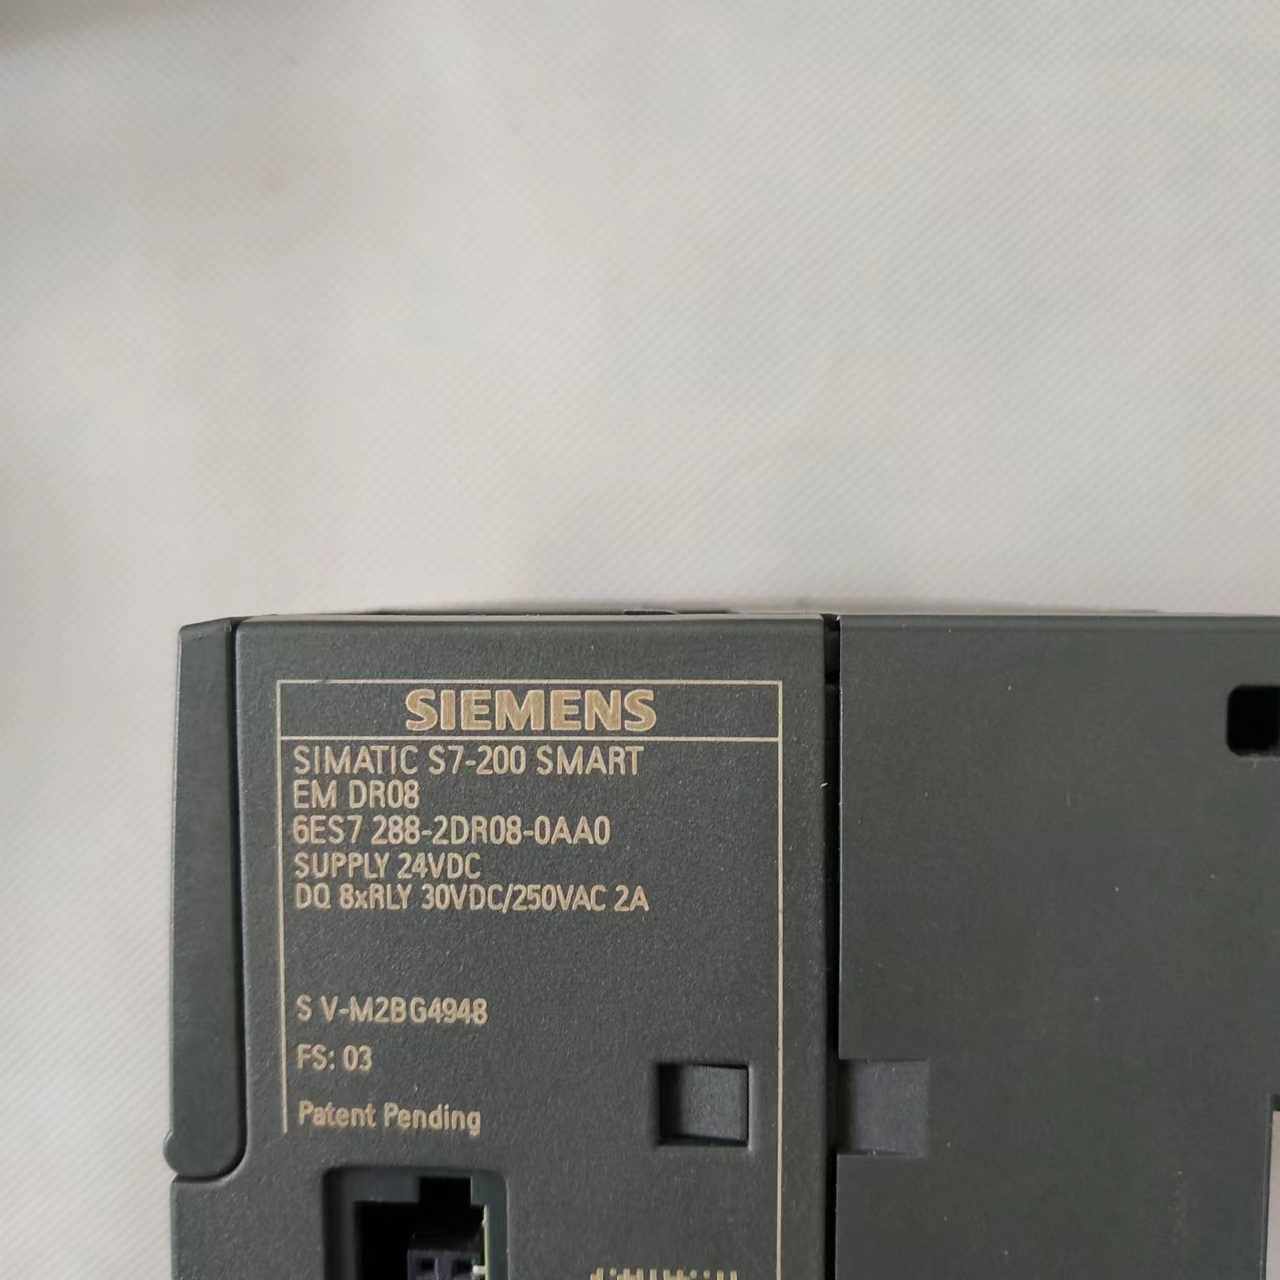 SIEMENS
SIMATIC S7-200 SMART
EM DR08
6ES7 288-2DR08-0AA0
SUPPLY 24VDC
DQ 8xRLY 30VDC/250VAC 2A
S V-M2BG4948
FS: 03
Patent Pending